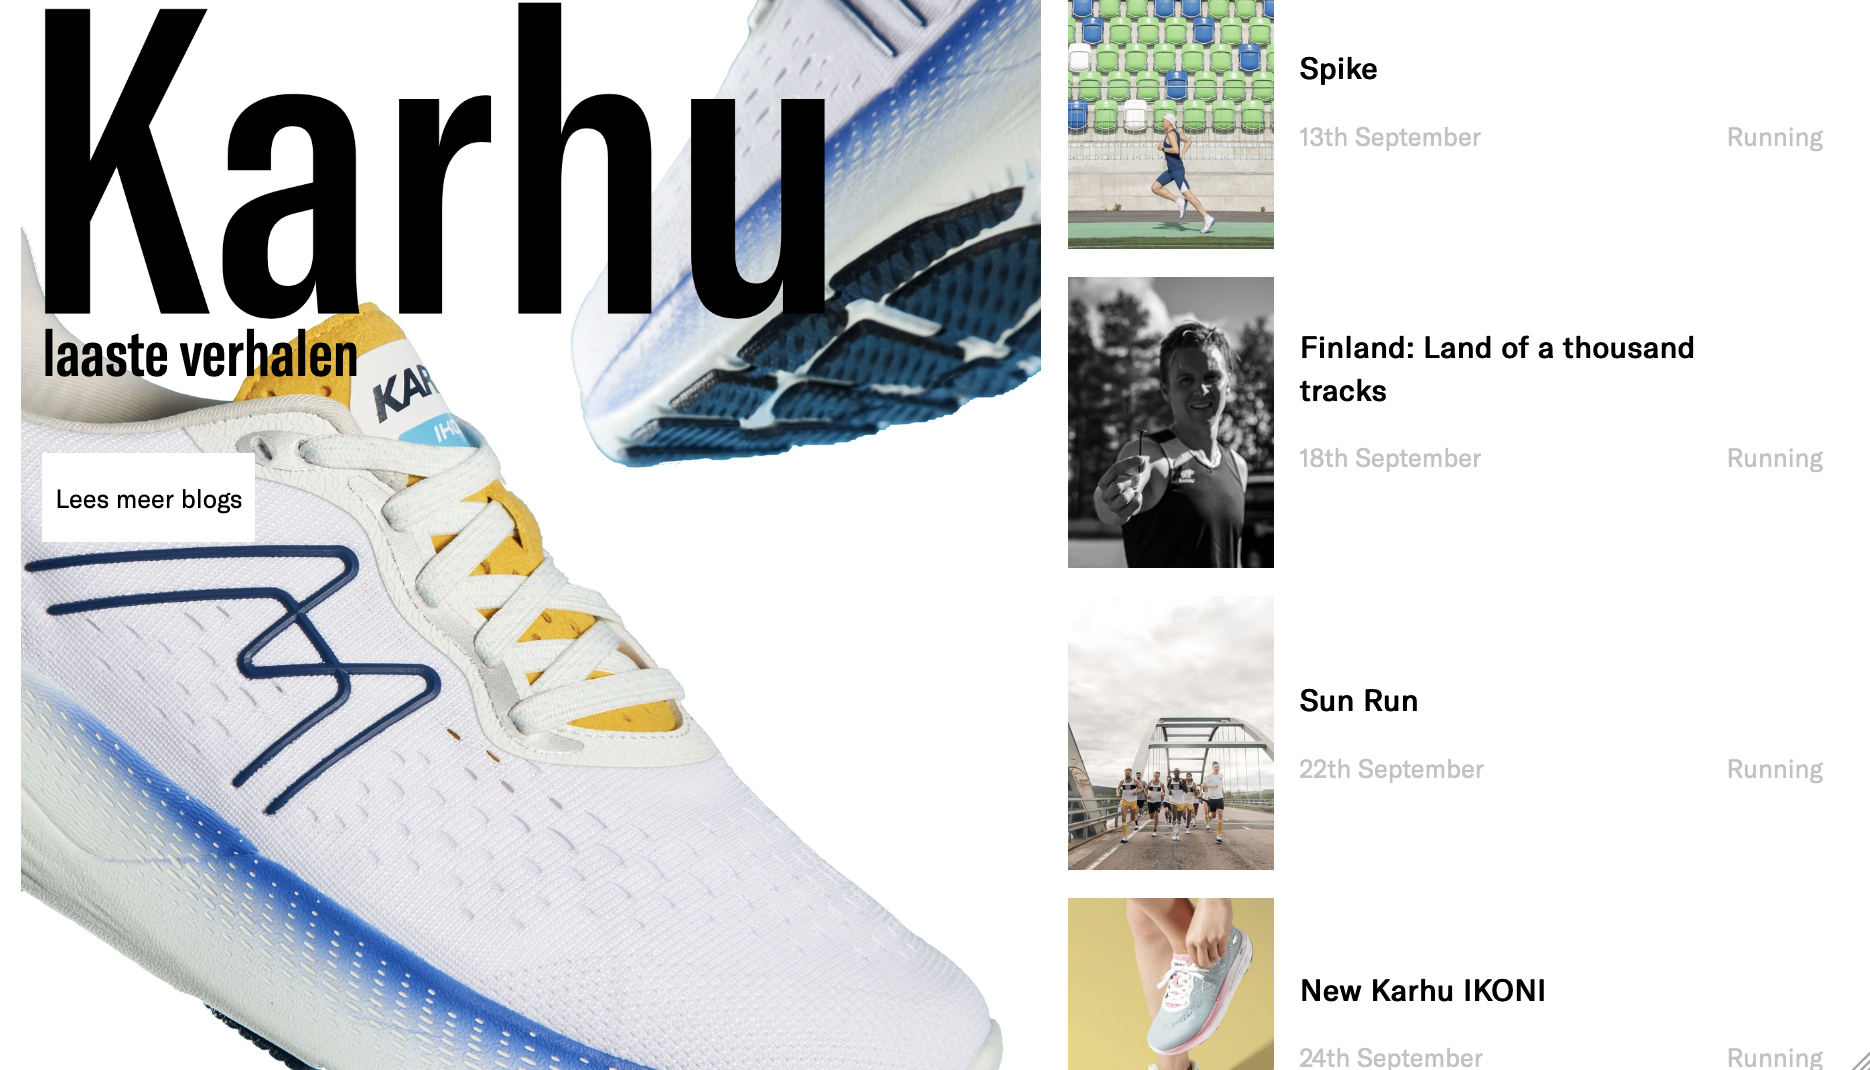 Karhu
laaste verhalen
KAR
IKO
Lees meer blogs
Spike
13th September
Running
Finland: Land of a thousand
tracks
18th September
Running
Sun Run
22th September
Running
New Karhu IKONI
24th September
Running